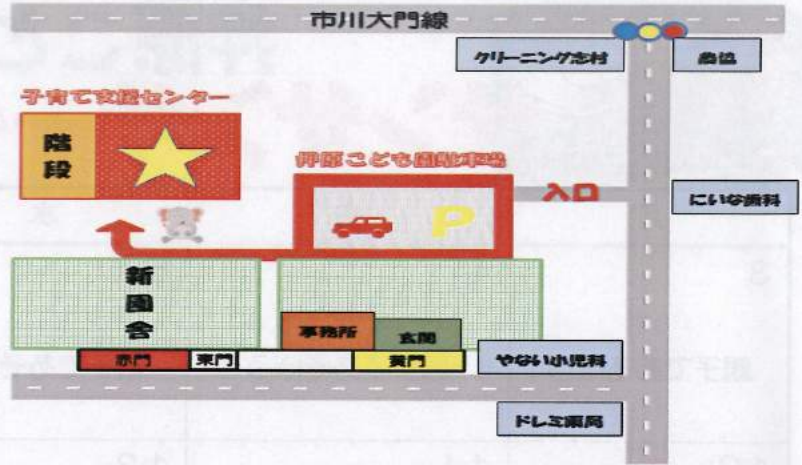 市川大門線
クリーニング志村
農協
子育て支援センター
階段
押原こども園駐車場
P
入口
にいな歯科
新園舎
事務所
玄関
赤門
東門
黄門
やない小児科
ドレミ薬局